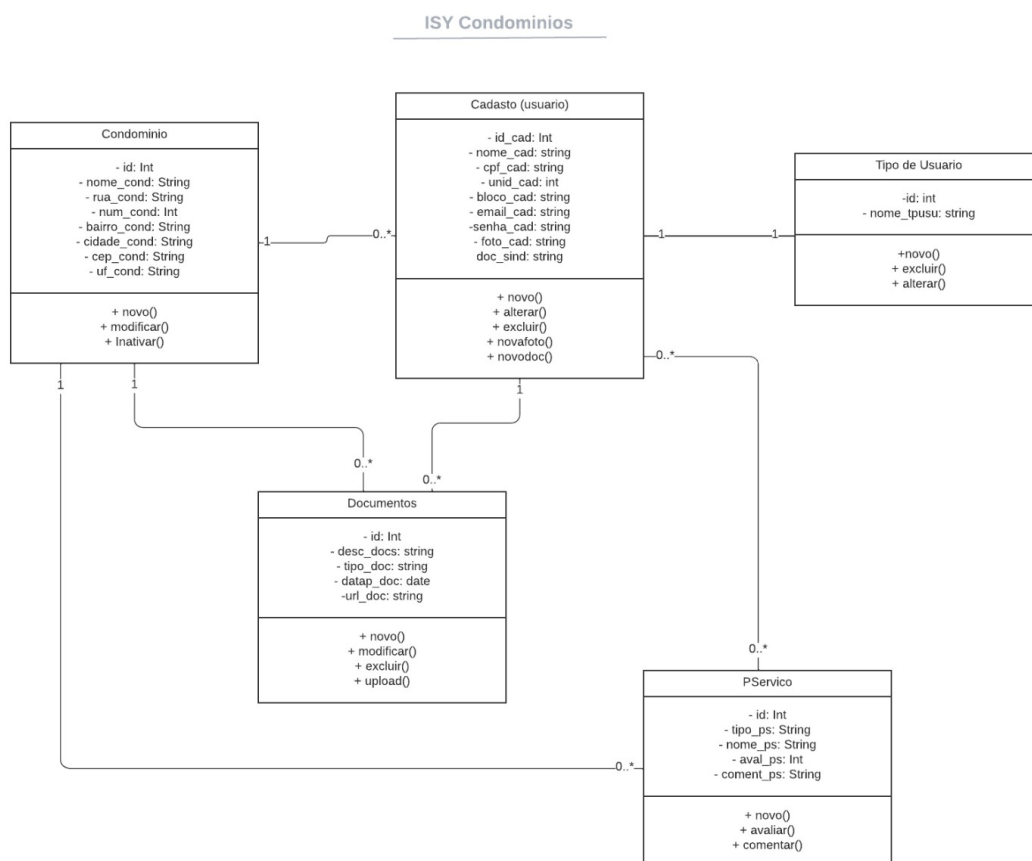 ISY Condominios
Condominio
- id: Int
- nome_cond: String
- rua_cond: String
- num_cond: Int
- bairro_cond: String
- cidade_cond: String
- cep_cond: String
- uf_cond: String
+ novo()
+ modificar()
+ Inativar()
Cadasto (usuario)
- id_cad: Int
- nome_cad: string
- cpf_cad: string
- unid_cad: int
- bloco_cad: string
- email_cad: string
-senha_cad: string
- foto_cad: string
doc_sind: string
+ novo()
+ alterar()
+ excluir()
+ novafoto()
+ novodoc()
Tipo de Usuario
-id: int
- nome_tpusu: string
+novo()
+ excluir()
+ alterar()
1
0..*
1
1
1
1
1
0..*
0..*
0..*
Documentos
- id: Int
- desc_docs: string
- tipo_doc: string
- datap_doc: date
-url_doc: string
+ novo()
+ modificar()
+ excluir()
+ upload()
0..*
0..*
PServico
- id: Int
- tipo_ps: String
- nome_ps: String
- aval_ps: Int
- coment_ps: String
+ novo()
+ avaliar()
+ comentar()